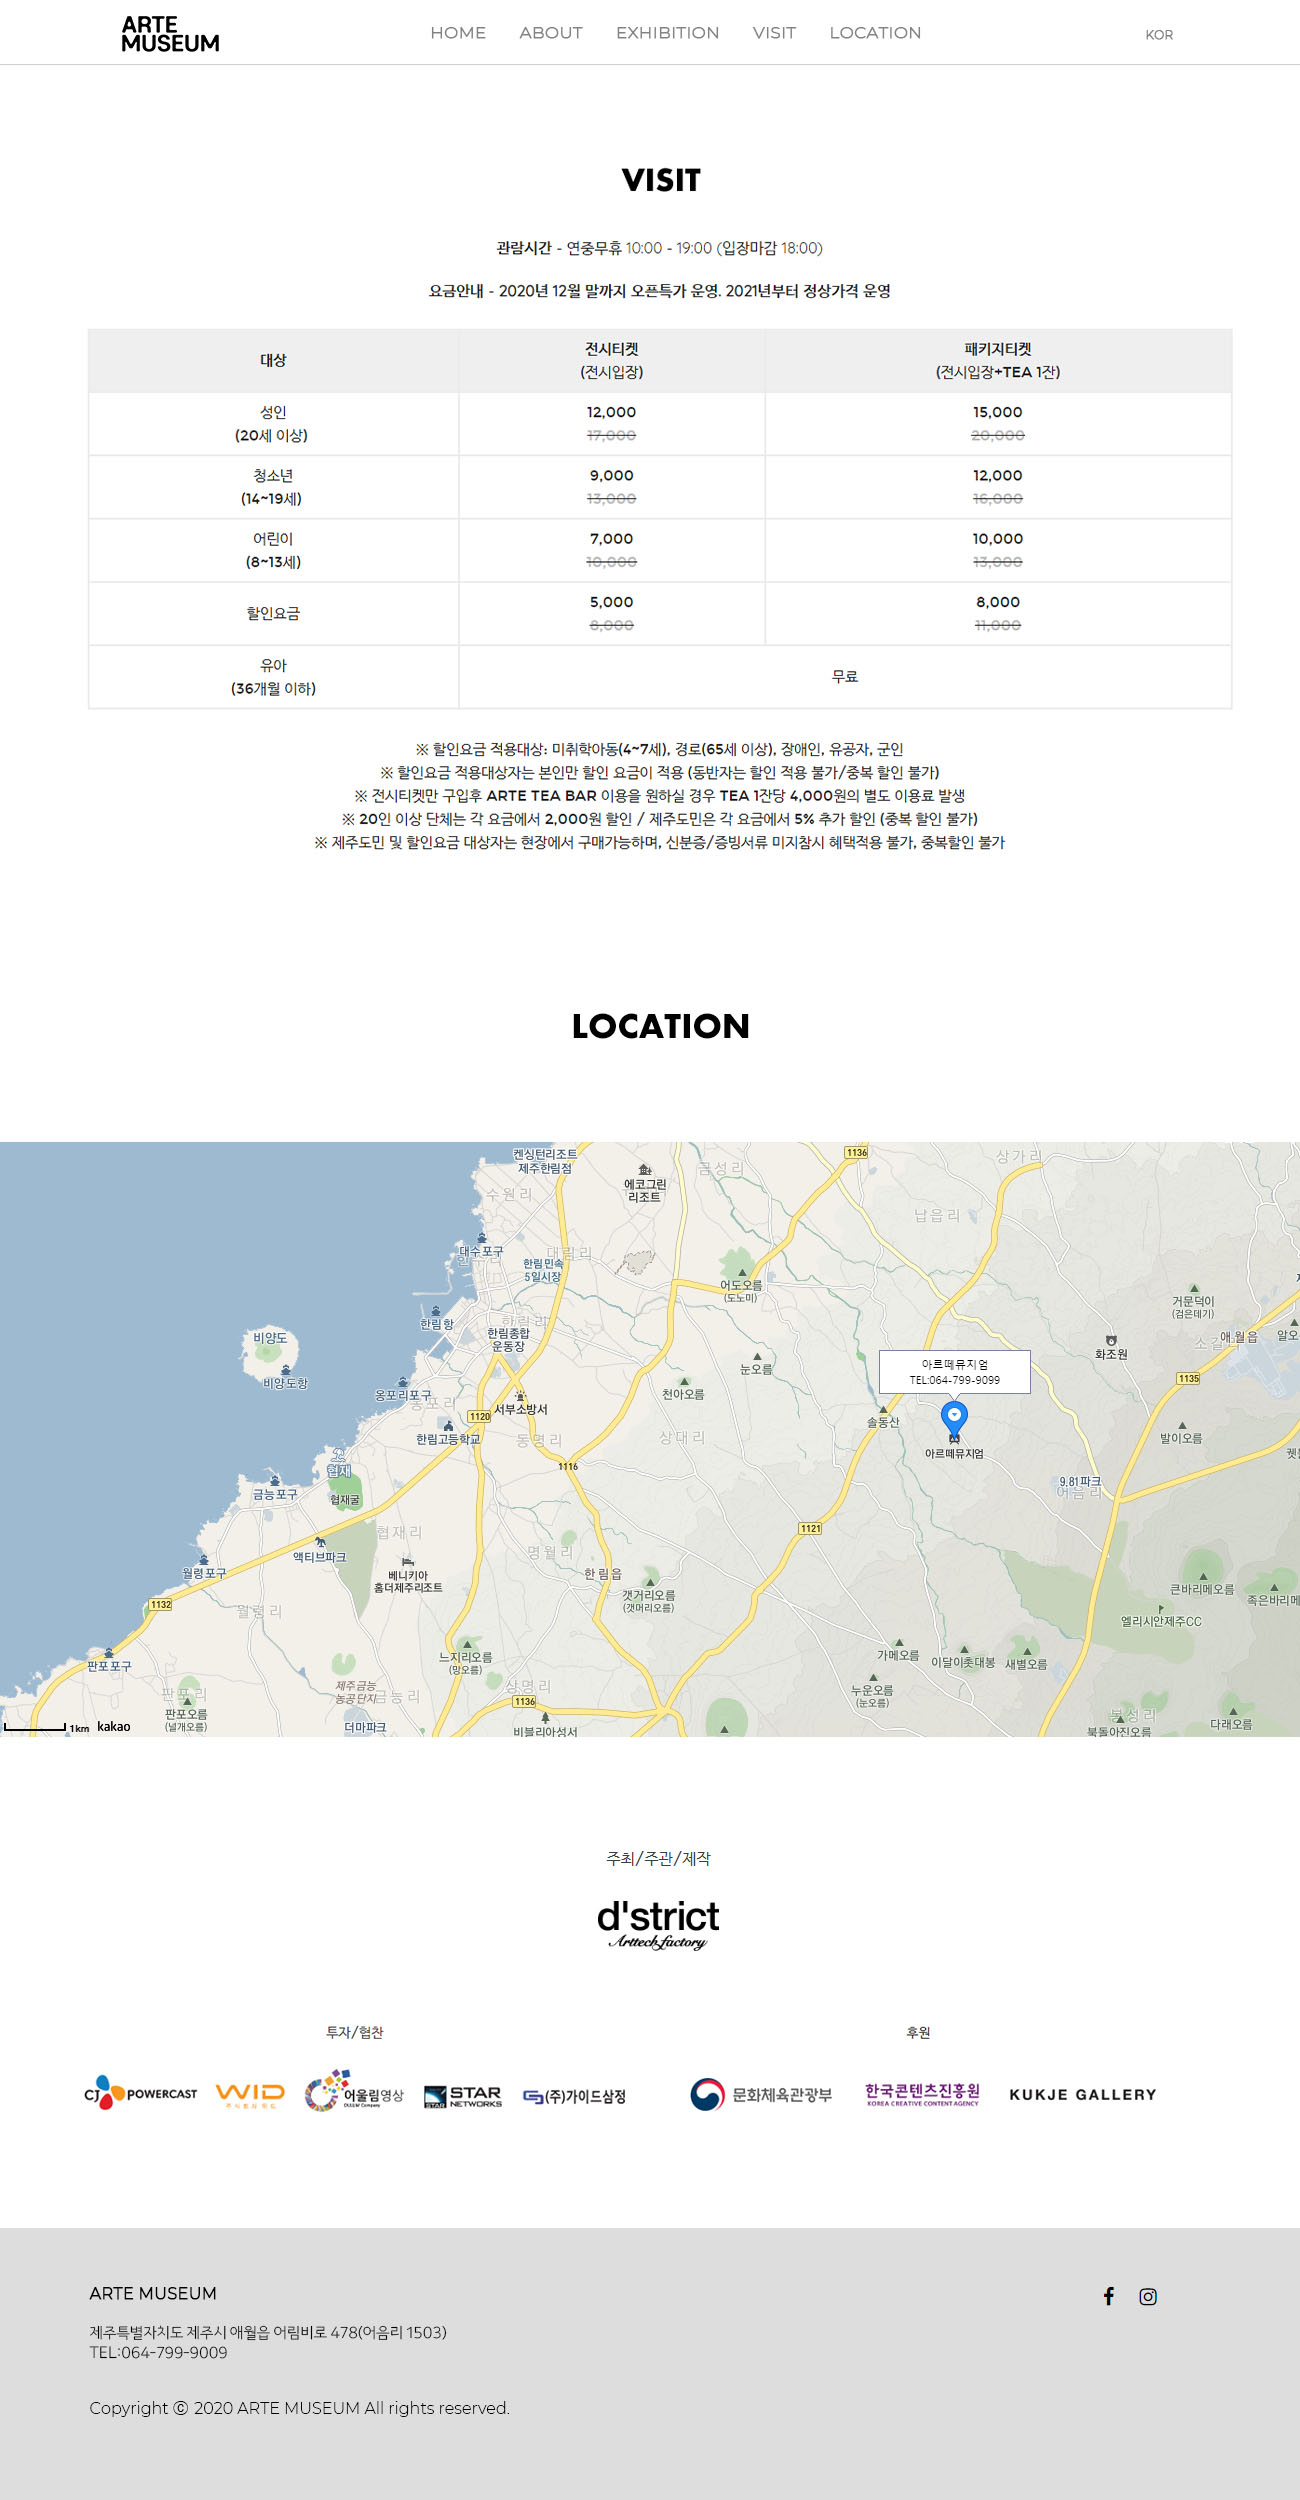 ARTE
MUSEUM
HOME ABOUT EXHIBITION VISIT LOCATION
KOR
VISIT
관람시간 - 연중무휴 10:00 - 19:00 (입장마감 18:00)
요금안내 - 2020년 12월 말까지 오픈특가 운영. 2021년부터 정상가격 운영
대상
전시티켓
(전시입장)
패키지티켓
(전시입장+TEA 1잔)
성인
(20세 이상)
12,000
17,000
15,000
20,000
청소년
(14~19세)
9,000
13,000
12,000
16,000
어린이
(8~13세)
7,000
10,000
10,000
13,000
할인요금
5,000
8,000
8,000
11,000
유아
(36개월 이하)
무료
※ 할인요금 적용대상: 미취학아동(4~7세), 경로(65세 이상), 장애인, 유공자, 군인
※ 할인요금 적용대상자는 본인만 할인 요금이 적용 (동반자는 할인 적용 불가/중복 할인 불가)
※ 전시티켓만 구입후 ARTE TEA BAR 이용을 원하실 경우 TEA 1잔당 4,000원의 별도 이용료 발생
※ 20인 이상 단체는 각 요금에서 2,000원 할인 / 제주도민은 각 요금에서 5% 추가 할인 (중복 할인 불가)
※ 제주도민 및 할인요금 대상자는 현장에서 구매가능하며, 신분증/증빙서류 미지참시 혜택적용 불가, 중복할인 불가
LOCATION
켄싱턴리조트
제주한림점
수원리
에코그린
리조트
금성리
1136
상가리
납읍리
대수포구
한림민속
5일시장
대림리
어도오름
(도노미)
거문덕이
(검은데기)
한림항
한림리
한림종합
운동장
비양도
비양도항
눈오름
화조원
소길리
애월읍
알오
아르떼뮤지엄
TEL:064-799-9099
1135
옹포리포구
옹포리
1120
서부소방서
천아오름
솔동산
한림고등학교
동명리
상대리
아르떼뮤지엄
발이오름
1116
협재
협재굴
금능포구
9.81파크
어음리
1121
협재리
액티브파크
월령포구
베니키아
홈더제주리조트
명월리
한림읍
갯거리오름
(갯머리오름)
큰바리메오름
족은바리메
1132
월령리
엘리시안제주CC
판포포구
느지리오름
(망오름)
가메오름
이달이촛대봉
새별오름
판포리
판포오름
(널개오름)
제주금능
농공단지
금능리
상명리
1136
누운오름
(눈오름)
봉성리
북돌아진오름
다래오름
1km kakao
더마파크
비블리아성서
주최/주관/제작
d'strict
Arttech factory
투자/협찬
후원
CJ POWERCAST
WID
주식회사 위드
어울림영상
OULLIM Company
STAR
NETWORKS
(주)가이드삼정
문화체육관광부
한국콘텐츠진흥원
KOREA CREATIVE CONTENT AGENCY
KUKJE GALLERY
ARTE MUSEUM
제주특별자치도 제주시 애월읍 어림비로 478(어음리 1503)
TEL:064-799-9009
Copyright ⓒ 2020 ARTE MUSEUM All rights reserved.